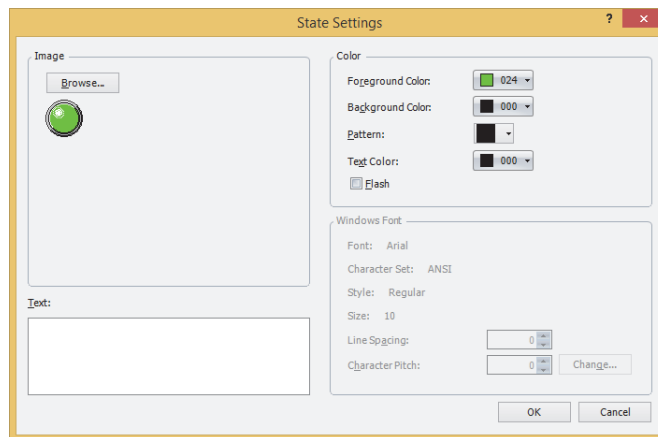 State Settings
? ×
Image
Browse...
Text:
Color
Foreground Color: 024
Background Color: 000
Pattern:
Text Color: 000
Flash
Windows Font
Font: Arial
Character Set: ANSI
Style: Regular
Size: 10
Line Spacing: 0
Character Pitch: 0 Change...
OK Cancel